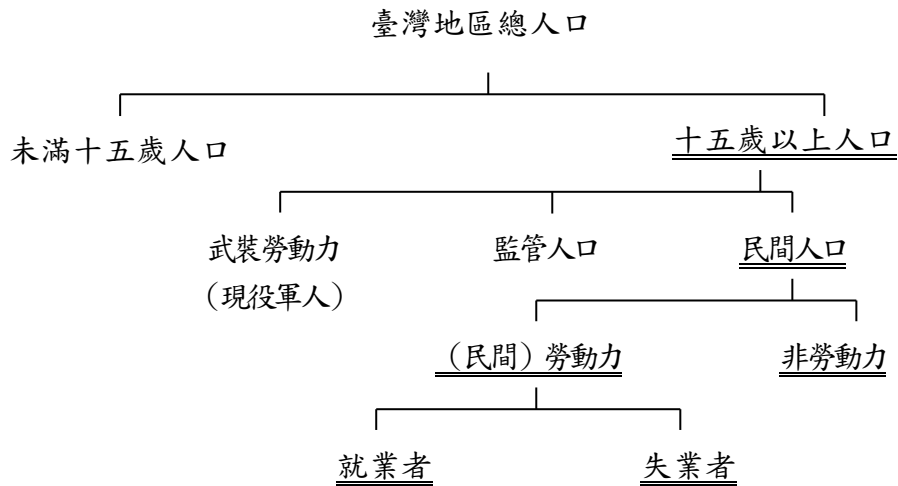 臺灣地區總人口
未滿十五歲人口
十五歲以上人口
武裝勞動力
（現役軍人）
監管人口
民間人口
（民間）勞動力
非勞動力
就業者
失業者